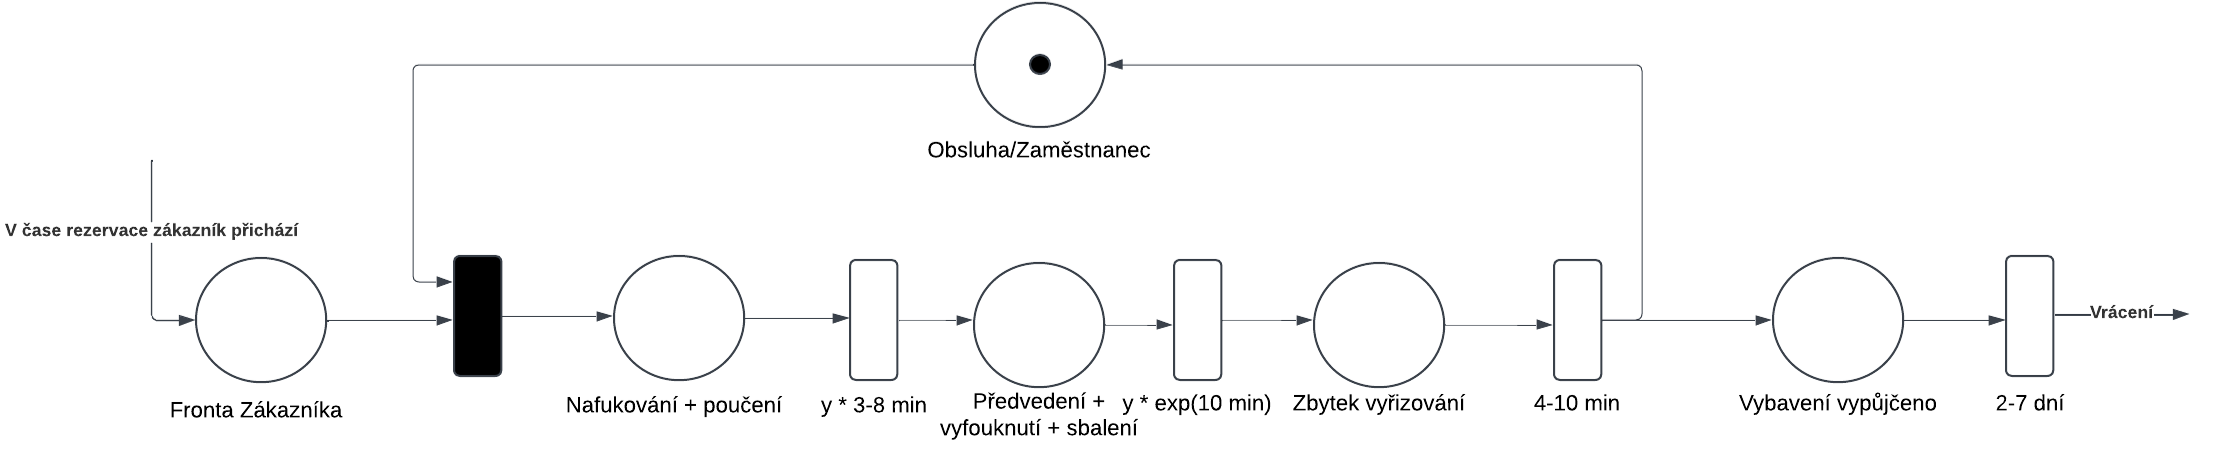 Obsluha/Zaměstnanec
V čase rezervace zákazník přichází
Vrácení
Fronta Zákazníka
Nafukování + poučení
y * 3-8 min
Předvedení +
vyfouknutí + sbalení
y * exp(10 min)
Zbytek vyřizování
4-10 min
Vybavení vypůjčeno
2-7 dní